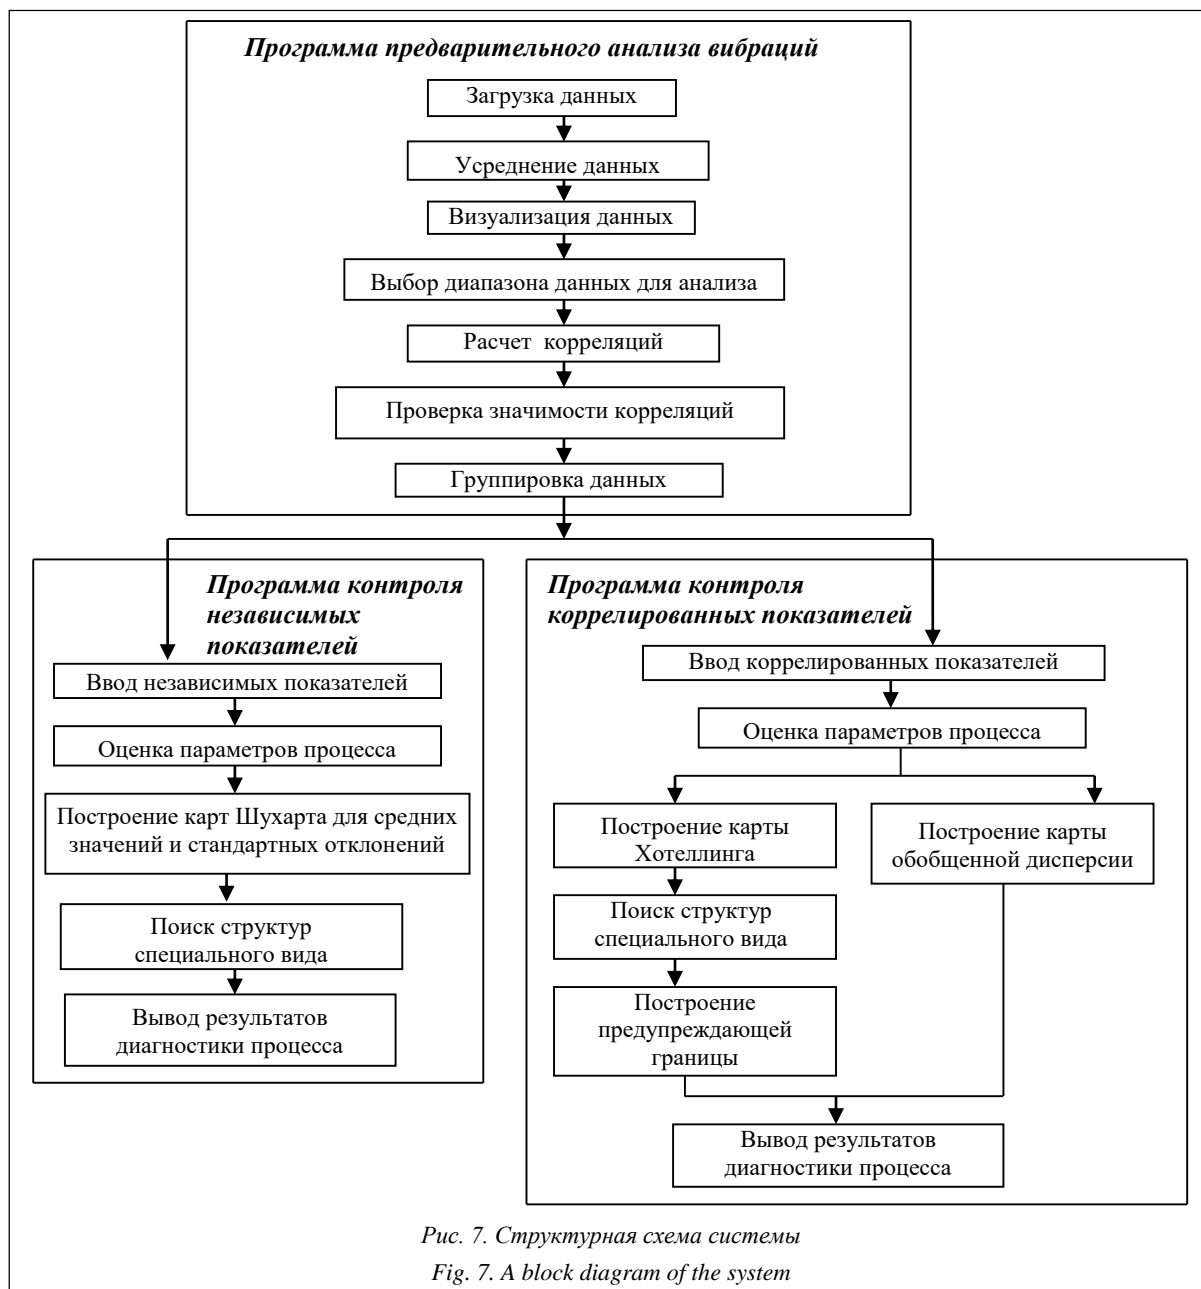 Программа предварительного анализа вибраций
Загрузка данных
Усреднение данных
Визуализация данных
Выбор диапазона данных для анализа
Расчет корреляций
Проверка значимости корреляций
Группировка данных
Программа контроля
независимых
показателей
Ввод независимых показателей
Оценка параметров процесса
Построение карт Шухарта для средних
значений и стандартных отклонений
Поиск структур
специального вида
Вывод результатов
диагностики процесса
Программа контроля
коррелированных показателей
Ввод коррелированных показателей
Оценка параметров процесса
Построение карты
Хотеллинга
Построение карты
обобщенной дисперсии
Поиск структур
специального вида
Построение
предупреждающей
границы
Вывод результатов
диагностики процесса
Рис. 7. Структурная схема системы
Fig. 7. A block diagram of the system